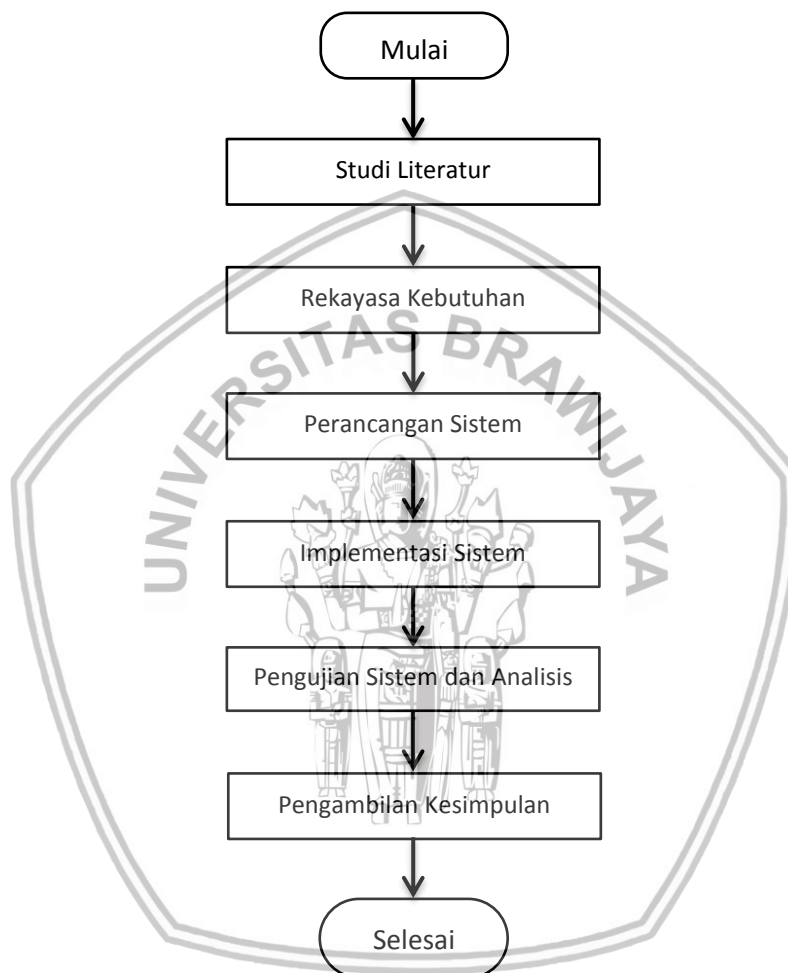 Mulai
Studi Literatur
Rekayasa Kebutuhan
UNIVERSITAS BRAWIJAYA
Perancangan Sistem
Implementasi Sistem
Pengujian Sistem dan Analisis
Pengambilan Kesimpulan
Selesai